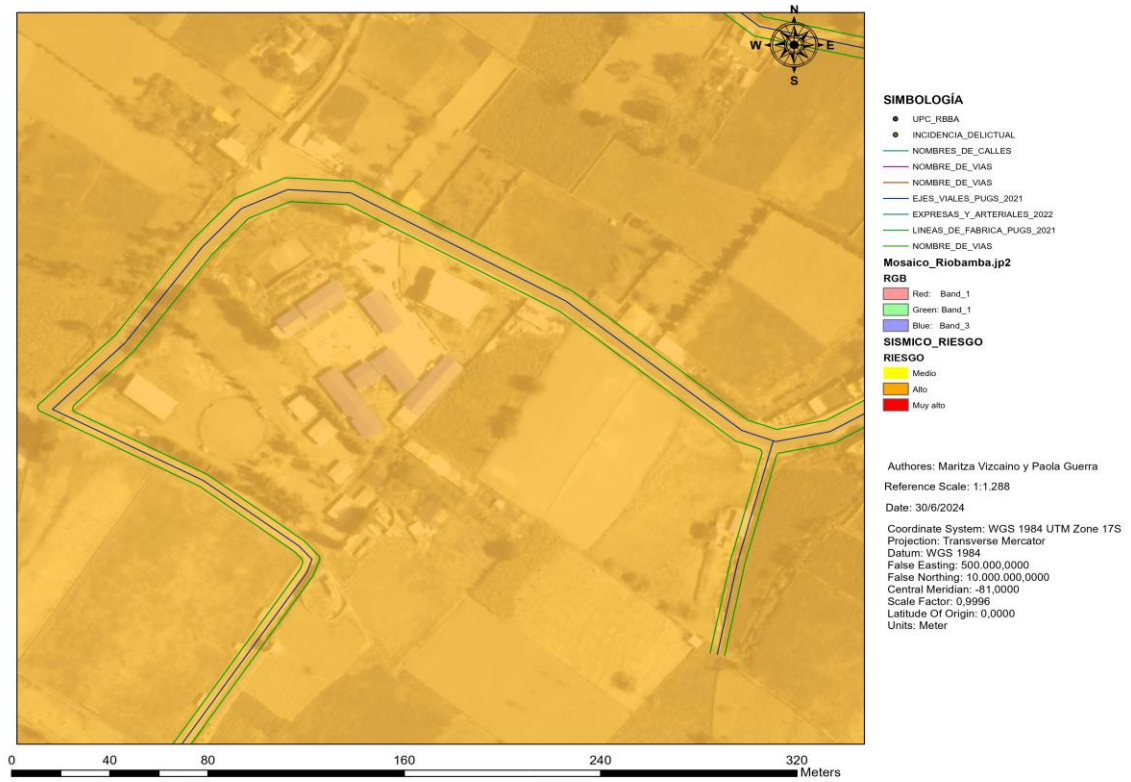 N
W E
S
SIMBOLOGÍA
UPC_RBBA
INCIDENCIA_DELICTUAL
NOMBRES_DE_CALLES
NOMBRE_DE_VIAS
NOMBRE_DE_VIAS
EJES_VIALES_PUGS_2021
EXPRESAS_Y_ARTERIALES_2022
LINEAS_DE_FABRICA_PUGS_2021
NOMBRE_DE_VIAS
Mosaico_Riobamba.jp2
RGB
Red: Band_1
Green: Band_1
Blue: Band_3
SISMICO_RIESGO
RIESGO
Medio
Alto
Muy alto
Authores: Maritza Vizcaino y Paola Guerra
Reference Scale: 1:1.288
Date: 30/6/2024
Coordinate System: WGS 1984 UTM Zone 17S
Projection: Transverse Mercator
Datum: WGS 1984
False Easting: 500.000,0000
False Northing: 10.000.000,0000
Central Meridian: -81,0000
Scale Factor: 0,9996
Latitude Of Origin: 0,0000
Units: Meter
0 40 80 160 240 320
Meters